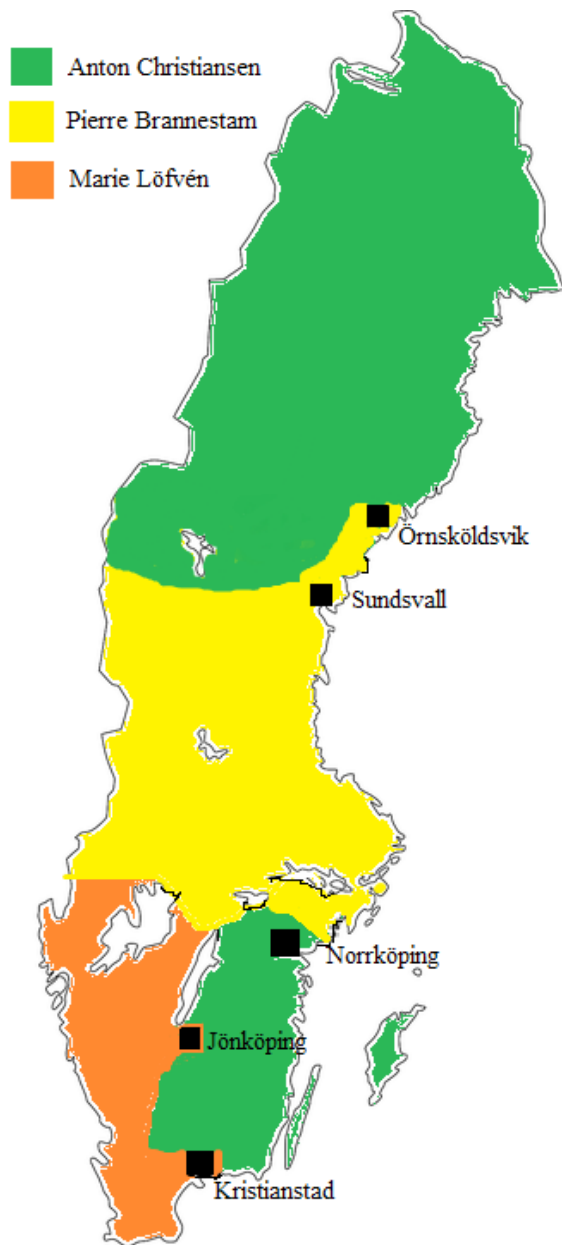 Anton Christiansen
Pierre Brannestam
Marie Löfvén
Örnsköldsvik
Sundsvall
Norrköping
Jönköping
Kristianstad